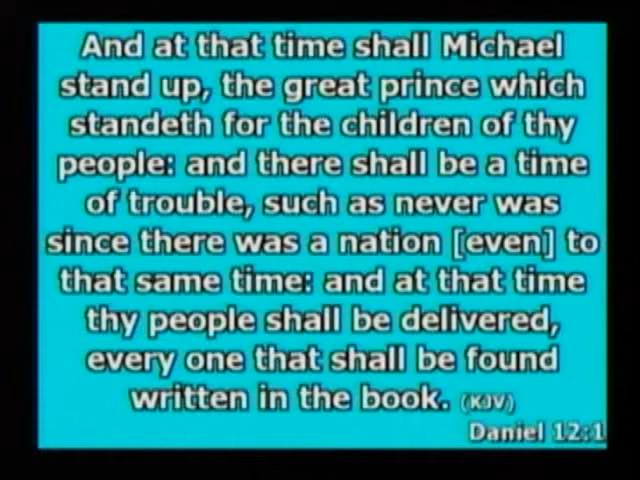 And at that time shall Michael
stand up, the great prince which
standeth for the children of thy
people: and there shall be a time
of trouble, such as never was
since there was a nation [even] to
that same time: and at that time
thy people shall be delivered,
every one that shall be found
written in the book. (KJV)
Daniel 12:1